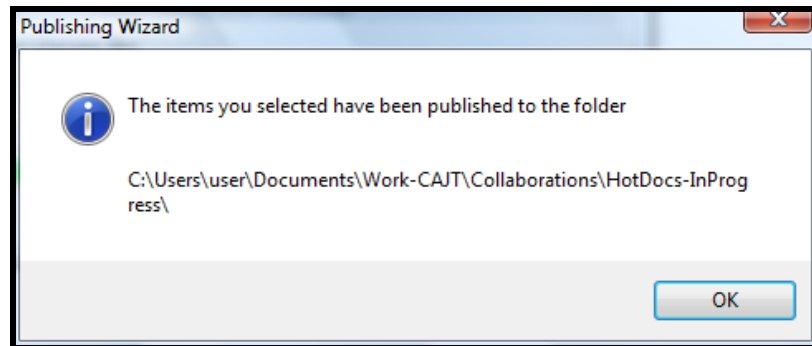 Publishing Wizard
The items you selected have been published to the folder
C:\Users\user\Documents\Work-CAJT\Collaborations\HotDocs-InProg
ress\
OK